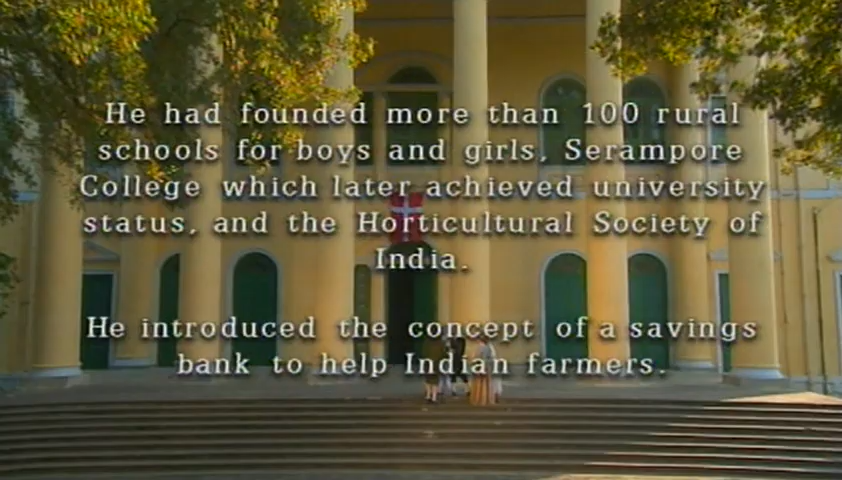 He had founded more than 100 rural
schools for boys and girls, Serampore
College which later achieved university
status, and the Horticultural Society of
India.
He introduced the concept of a savings
bank to help Indian farmers.